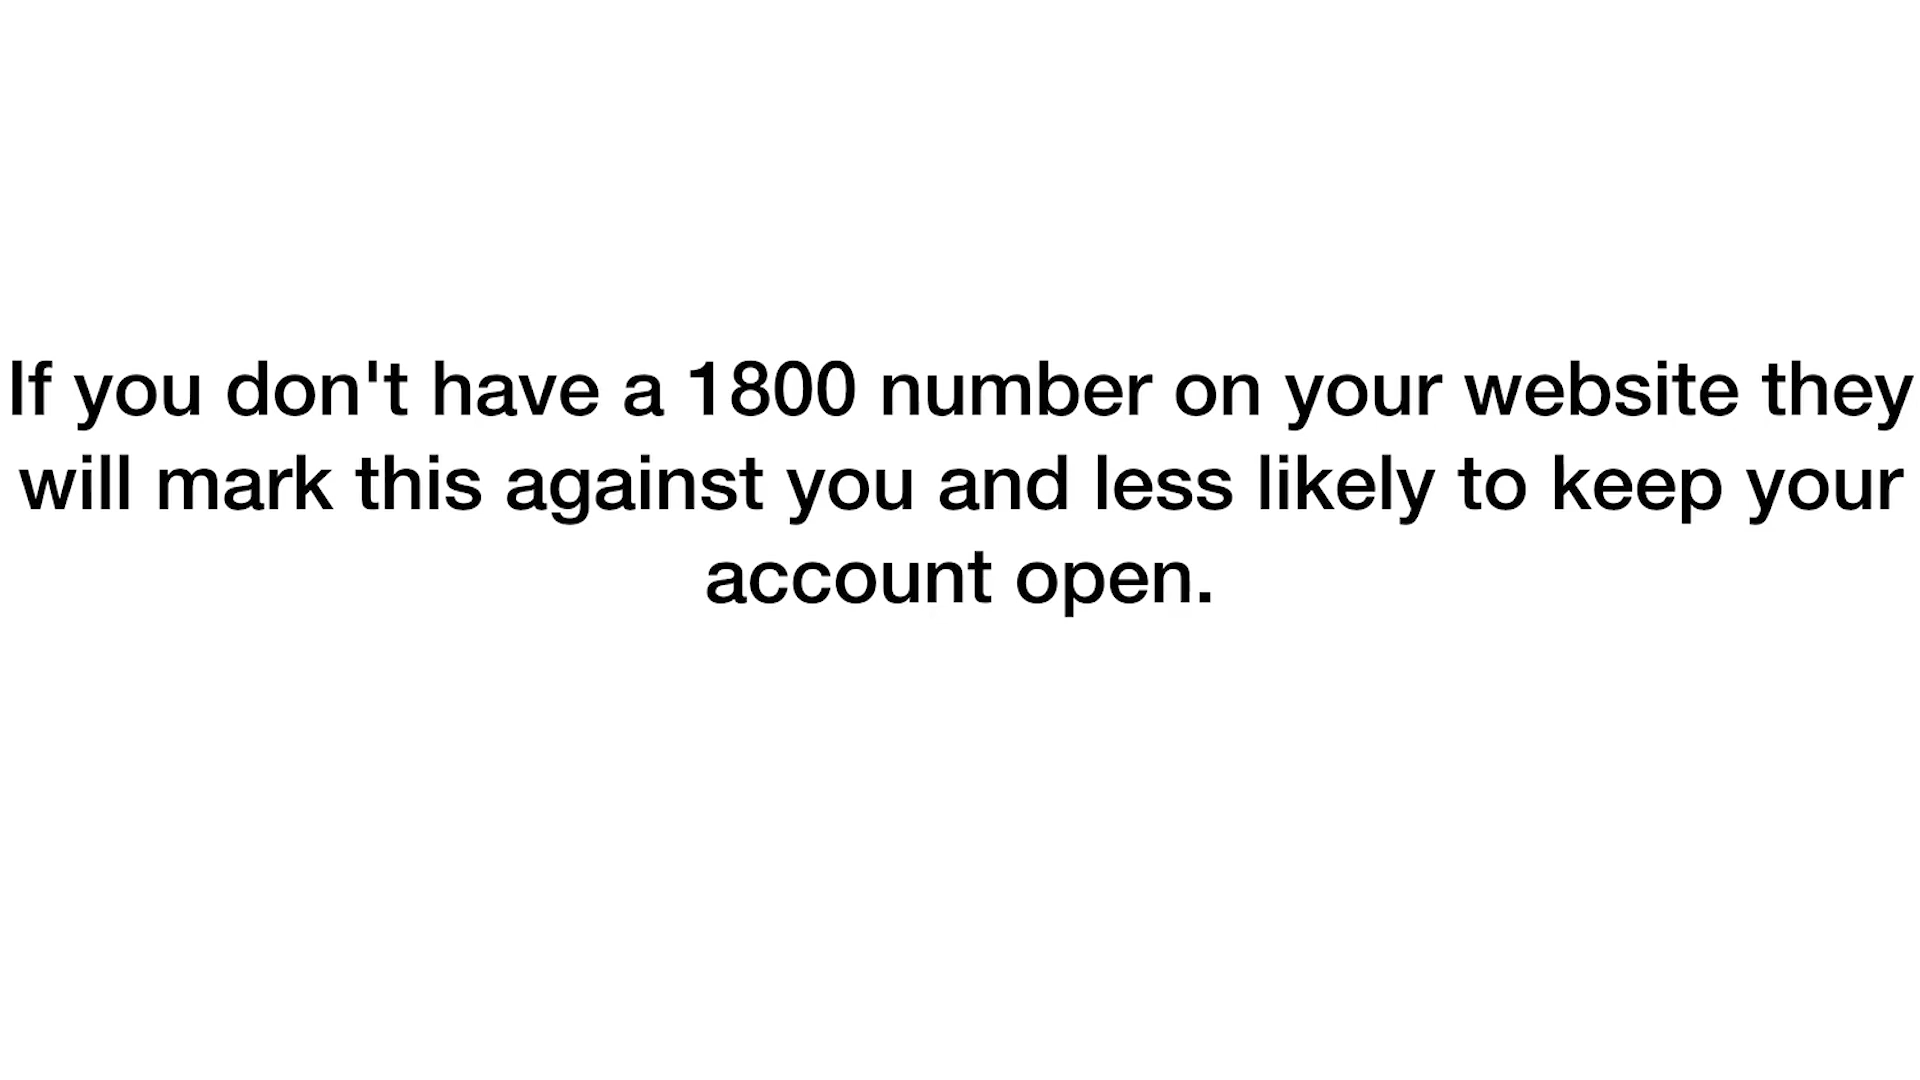 If you don't have a 1800 number on your website they
will mark this against you and less likely to keep your
account open.